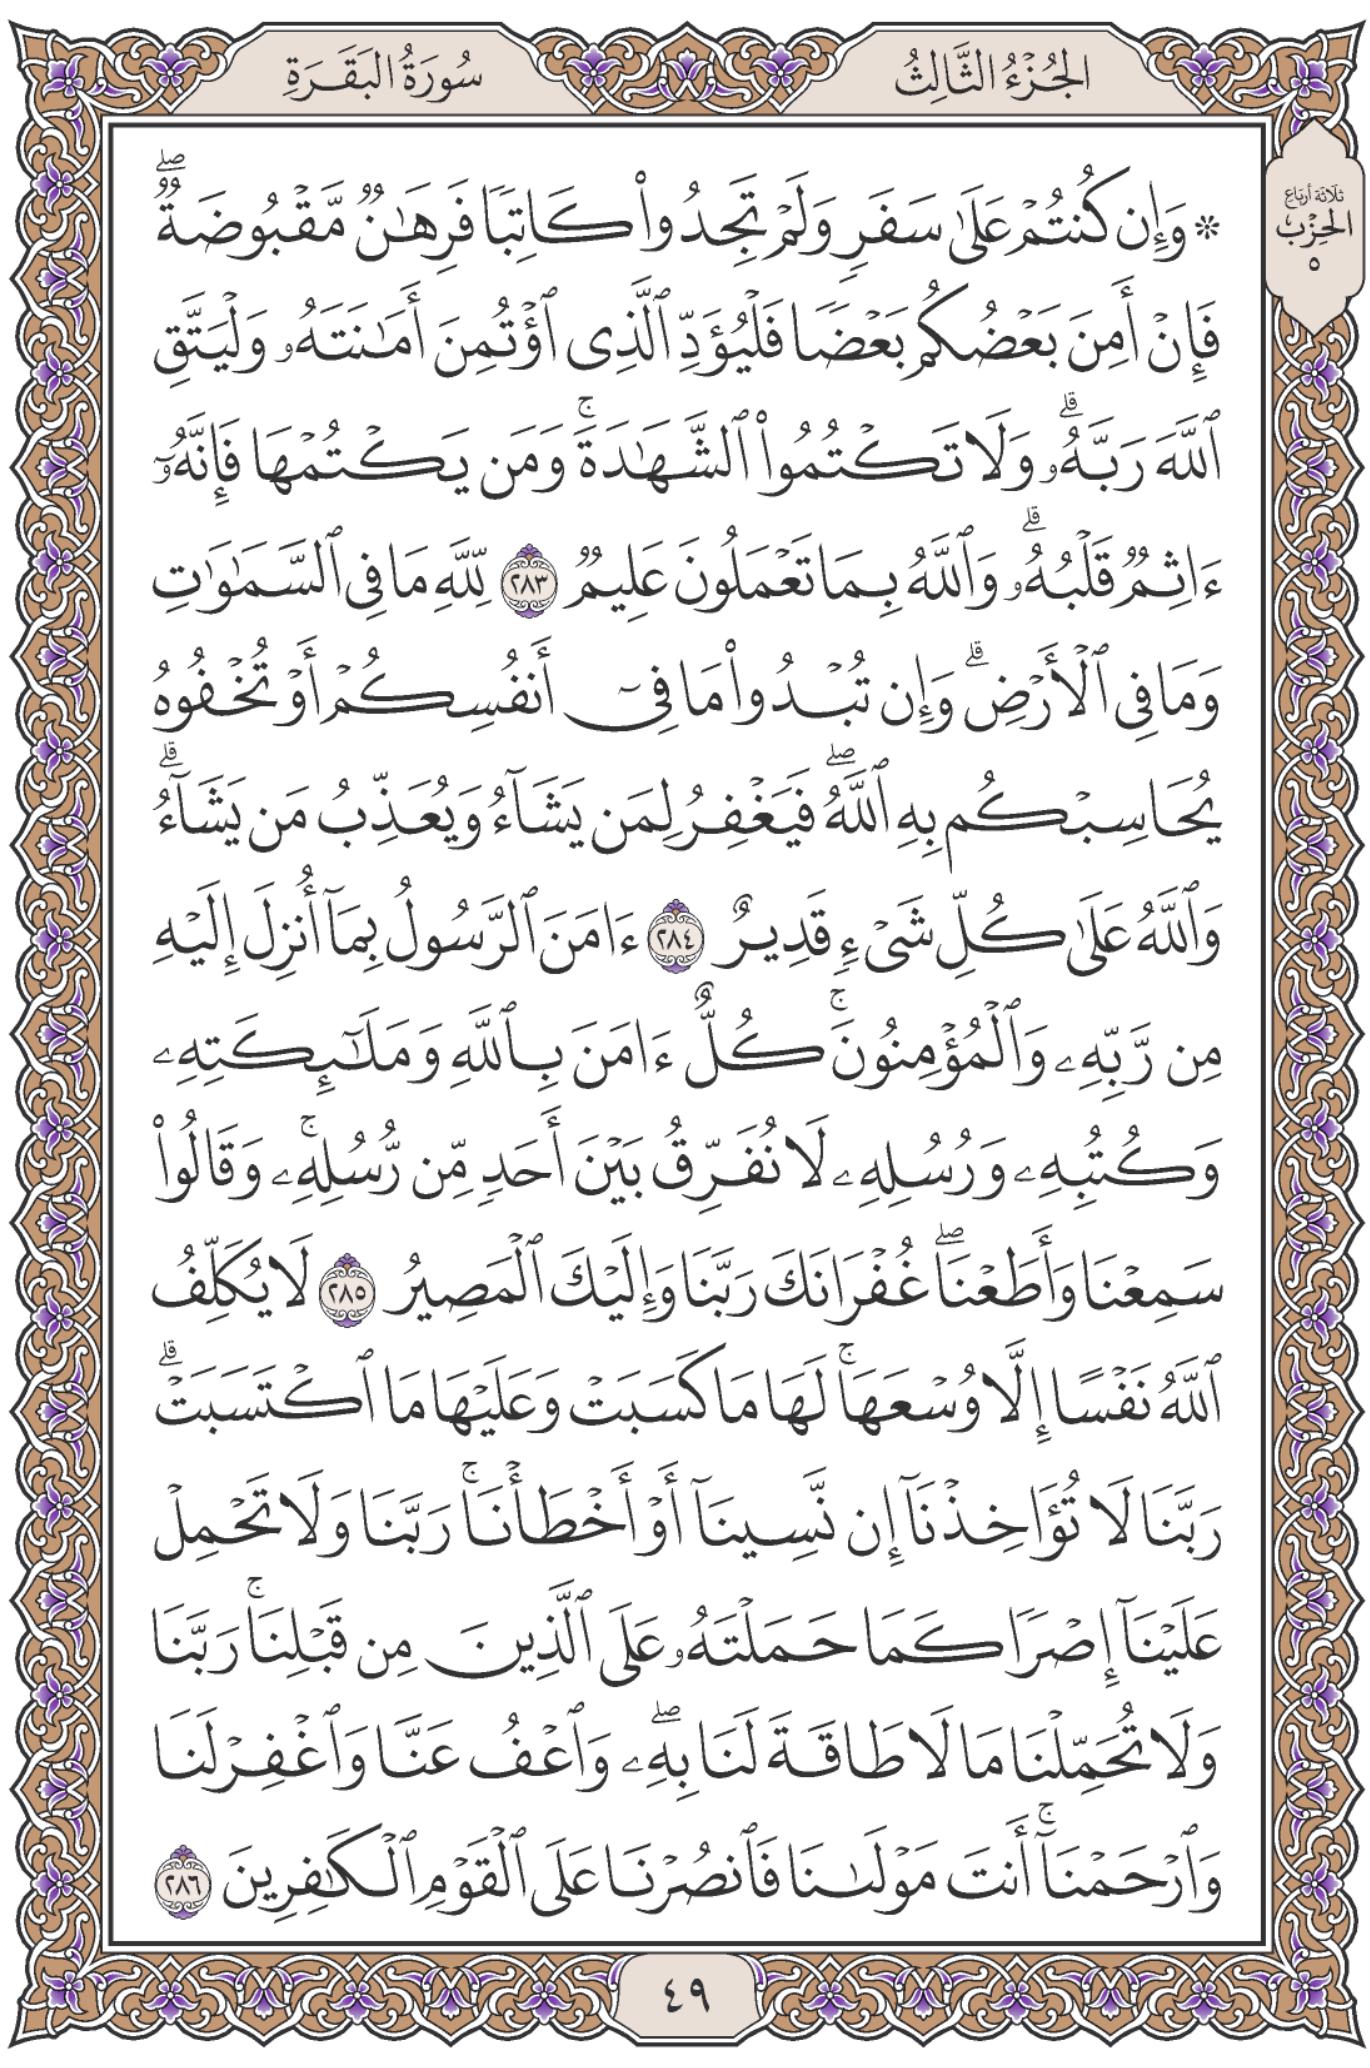 الجُزْءُ الثَّالِثُ
سُورَةُ البَقَرَةِ
ثلاثة أرباع
الحِزْب
٥
۞ وَإِن كُنتُمْ عَلَىٰ سَفَرٍ وَلَمْ تَجِدُوا۟ كَاتِبًا فَرِهَـٰنٌ مَّقْبُوضَةٌ ۖ
فَإِنْ أَمِنَ بَعْضُكُم بَعْضًا فَلْيُؤَدِّ ٱلَّذِى ٱؤْتُمِنَ أَمَـٰنَتَهُۥ وَلْيَتَّقِ
ٱللَّهَ رَبَّهُۥ ۗ وَلَا تَكْتُمُوا۟ ٱلشَّهَـٰدَةَ ۚ وَمَن يَكْتُمْهَا فَإِنَّهُۥٓ
ءَاثِمٌ قَلْبُهُۥ ۗ وَٱللَّهُ بِمَا تَعْمَلُونَ عَلِيمٌ ٢٨٣ لِّلَّهِ مَا فِى ٱلسَّمَـٰوَٰتِ
وَمَا فِى ٱلْأَرْضِ ۗ وَإِن تُبْدُوا۟ مَا فِىٓ أَنفُسِكُمْ أَوْ تُخْفُوهُ
يُحَاسِبْكُم بِهِ ٱللَّهُ ۖ فَيَغْفِرُ لِمَن يَشَآءُ وَيُعَذِّبُ مَن يَشَآءُ ۗ
وَٱللَّهُ عَلَىٰ كُلِّ شَىْءٍ قَدِيرٌ ٢٨٤ ءَامَنَ ٱلرَّسُولُ بِمَآ أُنزِلَ إِلَيْهِ
مِن رَّبِّهِۦ وَٱلْمُؤْمِنُونَ ۚ كُلٌّ ءَامَنَ بِٱللَّهِ وَمَلَـٰٓئِكَتِهِۦ
وَكُتُبِهِۦ وَرُسُلِهِۦ لَا نُفَرِّقُ بَيْنَ أَحَدٍ مِّن رُّسُلِهِۦ ۚ وَقَالُوا۟
سَمِعْنَا وَأَطَعْنَا ۖ غُفْرَانَكَ رَبَّنَا وَإِلَيْكَ ٱلْمَصِيرُ ٢٨٥ لَا يُكَلِّفُ
ٱللَّهُ نَفْسًا إِلَّا وُسْعَهَا ۚ لَهَا مَا كَسَبَتْ وَعَلَيْهَا مَا ٱكْتَسَبَتْ ۗ
رَبَّنَا لَا تُؤَاخِذْنَآ إِن نَّسِينَآ أَوْ أَخْطَأْنَا ۚ رَبَّنَا وَلَا تَحْمِلْ
عَلَيْنَآ إِصْرًا كَمَا حَمَلْتَهُۥ عَلَى ٱلَّذِينَ مِن قَبْلِنَا ۚ رَبَّنَا
وَلَا تُحَمِّلْنَا مَا لَا طَاقَةَ لَنَا بِهِۦ ۖ وَٱعْفُ عَنَّا وَٱغْفِرْ لَنَا
وَٱرْحَمْنَآ ۚ أَنتَ مَوْلَىٰنَا فَٱنصُرْنَا عَلَى ٱلْقَوْمِ ٱلْكَـٰفِرِينَ ٢٨٦
٤٩